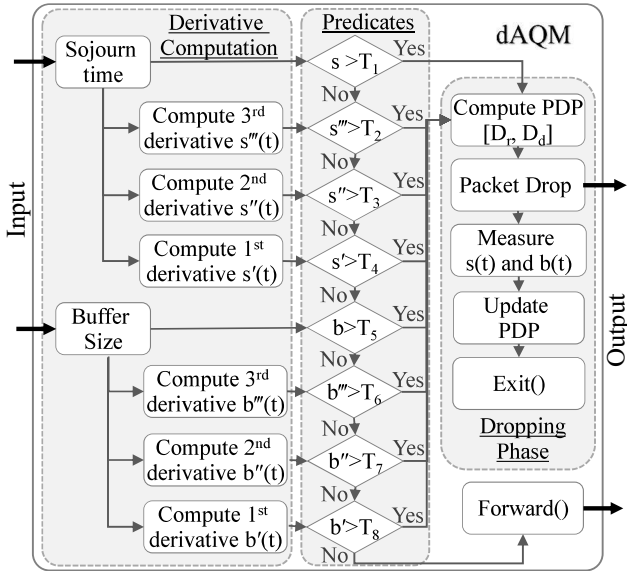 Derivative
Computation
Predicates
dAQM
Input
Sojourn
time
s >T1
Yes
No
Compute 3rd
derivative s‴(t)
s‴>T2
Yes
No
Compute 2nd
derivative s″(t)
s″>T3
Yes
No
Compute 1st
derivative s′(t)
s′>T4
Yes
No
Buffer
Size
b>T5
Yes
No
Compute 3rd
derivative b‴(t)
b‴>T6
Yes
No
Compute 2nd
derivative b″(t)
b″>T7
Yes
No
Compute 1st
derivative b′(t)
b′>T8
Yes
No
Compute PDP
[Dr, Dd]
Packet Drop
Measure
s(t) and b(t)
Update
PDP
Exit()
Dropping
Phase
Forward()
Output